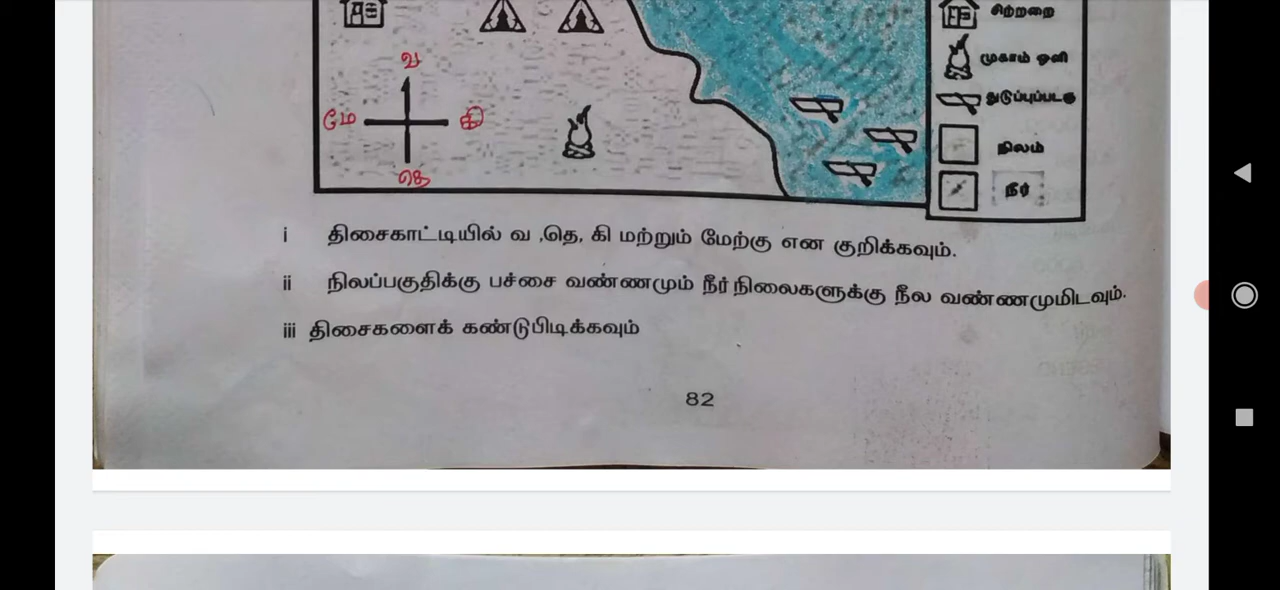 சிற்றறை
முகாம் ஒளி
துடுப்புப்படகு
நிலம்
நீர்
வ
மே
கி
தெ
i திசைகாட்டியில் வ ,தெ, கி மற்றும் மேற்கு என குறிக்கவும்.
ii நிலப்பகுதிக்கு பச்சை வண்ணமும் நீர் நிலைகளுக்கு நீல வண்ணமுமிடவும்.
iii திசைகளைக் கண்டுபிடிக்கவும்
82